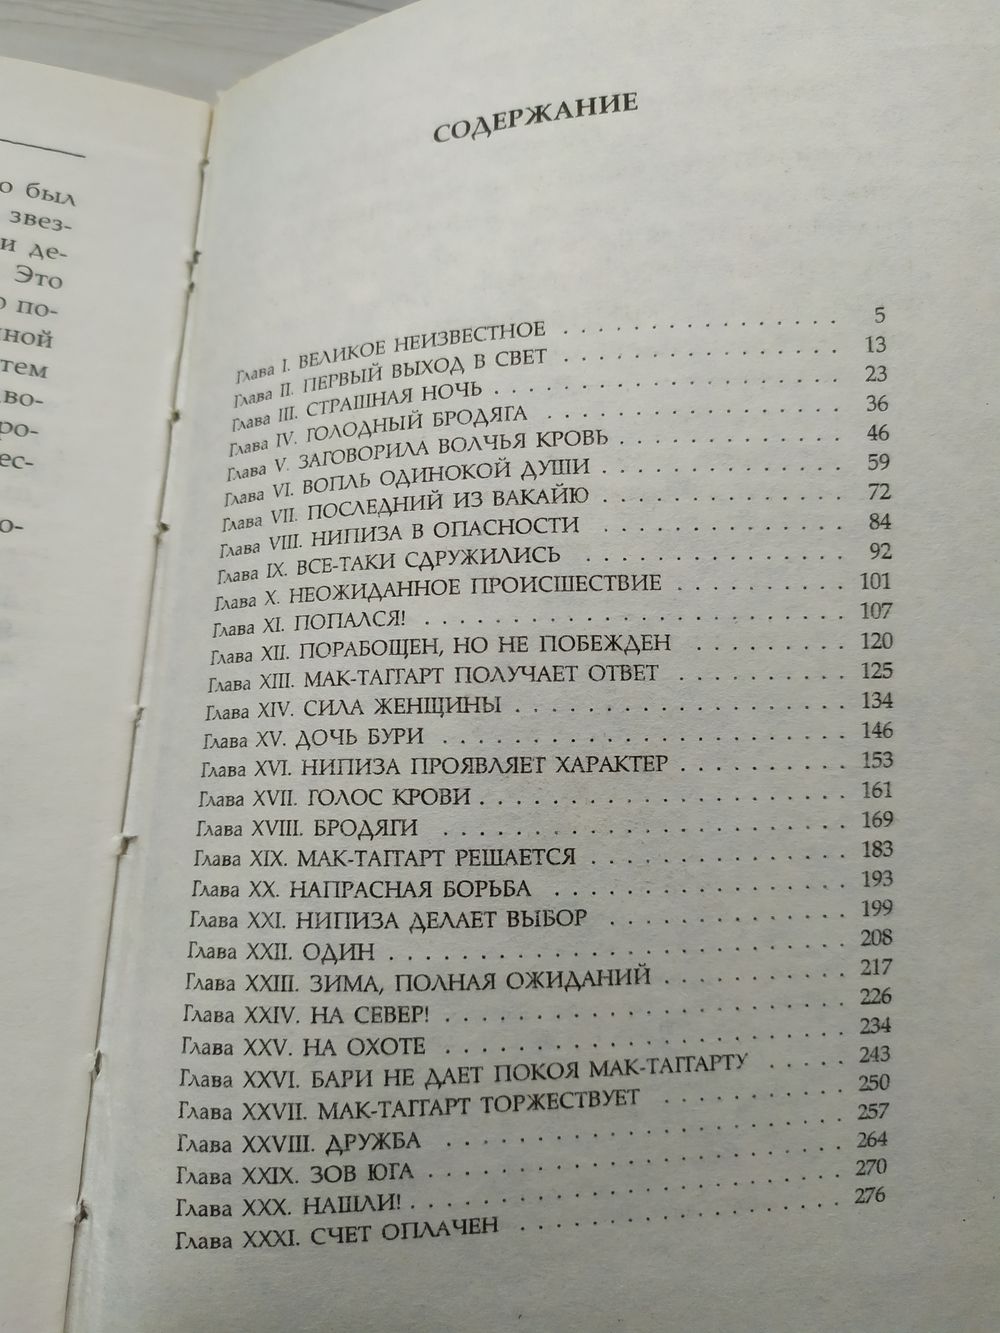 о был
звез-
и де-
Это
о по-
тем
во-
ро-
ес-
о-
СОДЕРЖАНИЕ
Глава I. ВЕЛИКОЕ НЕИЗВЕСТНОЕ . . . . . . . . . . . . . . . . 5
Глава II. ПЕРВЫЙ ВЫХОД В СВЕТ . . . . . . . . . . . . . . . . 13
Глава III. СТРАШНАЯ НОЧЬ . . . . . . . . . . . . . . . . . . . 23
Глава IV. ГОЛОДНЫЙ БРОДЯГА . . . . . . . . . . . . . . . . . 36
Глава V. ЗАГОВОРИЛА ВОЛЧЬЯ КРОВЬ . . . . . . . . . . . . . 46
Глава VI. ВОПЛЬ ОДИНОКОЙ ДУШИ . . . . . . . . . . . . . . 59
Глава VII. ПОСЛЕДНИЙ ИЗ ВАКАЙЮ . . . . . . . . . . . . . . 72
Глава VIII. НИПИЗА В ОПАСНОСТИ . . . . . . . . . . . . . . 84
Глава IX. ВСЕ-ТАКИ СДРУЖИЛИСЬ . . . . . . . . . . . . . . . 92
Глава X. НЕОЖИДАННОЕ ПРОИСШЕСТВИЕ . . . . . . . . . . 101
Глава XI. ПОПАЛСЯ! . . . . . . . . . . . . . . . . . . . . . . . 107
Глава XII. ПОРАБОЩЕН, НО НЕ ПОБЕЖДЕН . . . . . . . . . 120
Глава XIII. МАК-ТАГГАРТ ПОЛУЧАЕТ ОТВЕТ . . . . . . . . . . 125
Глава XIV. СИЛА ЖЕНЩИНЫ . . . . . . . . . . . . . . . . . . 134
Глава XV. ДОЧЬ БУРИ . . . . . . . . . . . . . . . . . . . . . . 146
Глава XVI. НИПИЗА ПРОЯВЛЯЕТ ХАРАКТЕР . . . . . . . . . . 153
Глава XVII. ГОЛОС КРОВИ . . . . . . . . . . . . . . . . . . . . 161
Глава XVIII. БРОДЯГИ . . . . . . . . . . . . . . . . . . . . . . 169
Глава XIX. МАК-ТАГГАРТ РЕШАЕТСЯ . . . . . . . . . . . . . . 183
Глава XX. НАПРАСНАЯ БОРЬБА . . . . . . . . . . . . . . . . . 193
Глава XXI. НИПИЗА ДЕЛАЕТ ВЫБОР . . . . . . . . . . . . . . 199
Глава XXII. ОДИН . . . . . . . . . . . . . . . . . . . . . . . . . 208
Глава XXIII. ЗИМА, ПОЛНАЯ ОЖИДАНИЙ . . . . . . . . . . . 217
Глава XXIV. НА СЕВЕР! . . . . . . . . . . . . . . . . . . . . . . 226
Глава XXV. НА ОХОТЕ . . . . . . . . . . . . . . . . . . . . . . 234
Глава XXVI. БАРИ НЕ ДАЕТ ПОКОЯ МАК-ТАГГАРТУ . . . . . . 243
Глава XXVII. МАК-ТАГГАРТ ТОРЖЕСТВУЕТ . . . . . . . . . . . 250
Глава XXVIII. ДРУЖБА . . . . . . . . . . . . . . . . . . . . . . 257
Глава XXIX. ЗОВ ЮГА . . . . . . . . . . . . . . . . . . . . . . . 264
Глава XXX. НАШЛИ! . . . . . . . . . . . . . . . . . . . . . . . . 270
Глава XXXI. СЧЕТ ОПЛАЧЕН . . . . . . . . . . . . . . . . . . 276